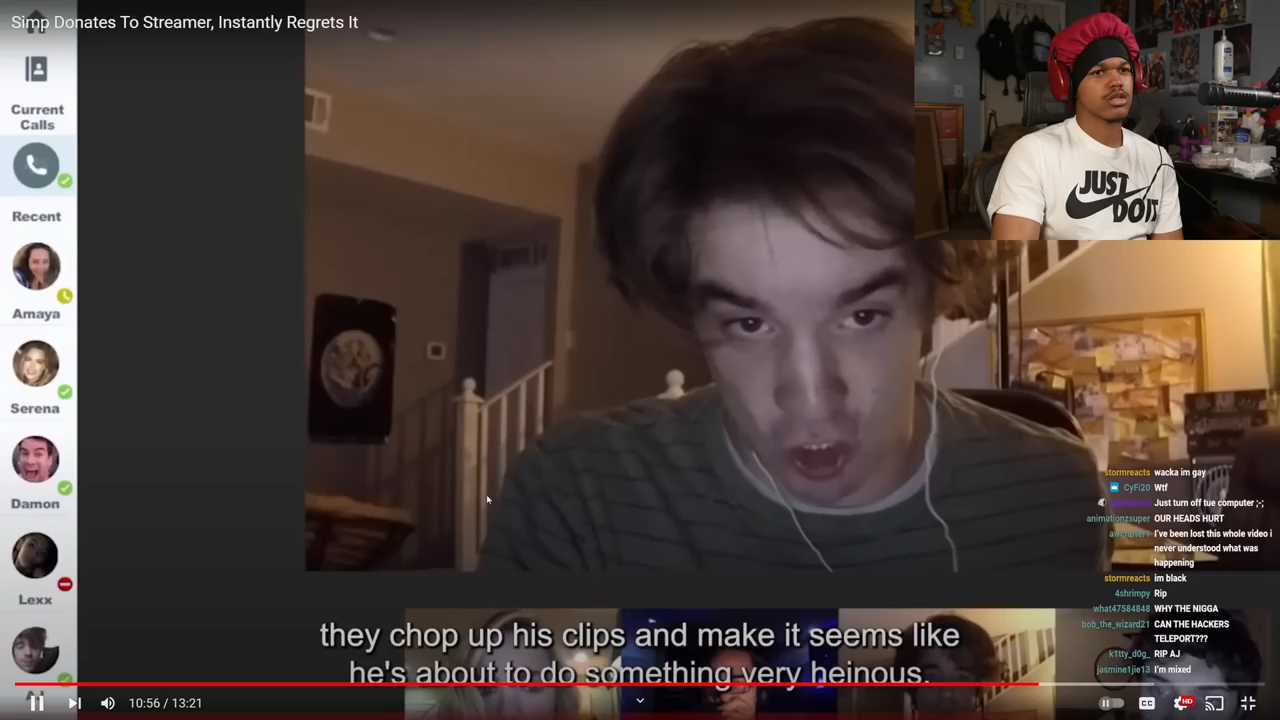 Simp Donates To Streamer, Instantly Regrets It
Current
Calls
Recent
Amaya
Serena
Damon
Lexx
JUST
DO IT
stormreacts wacka im gay
CyFi20 Wtf
Just turn off tue computer ;-;
animationzsuper OUR HEADS HURT
I've been lost this whole video i
never understood what was
happening
stormreacts im black
4shrimpy Rip
what47584848 WHY THE NIGGA
bob_the_wizard21 CAN THE HACKERS
TELEPORT???
k1tty_d0g_ RIP AJ
jasmine1jie13 I'm mixed
they chop up his clips and make it seems like
he's about to do something very heinous.
10:56 / 13:21
CC
HD